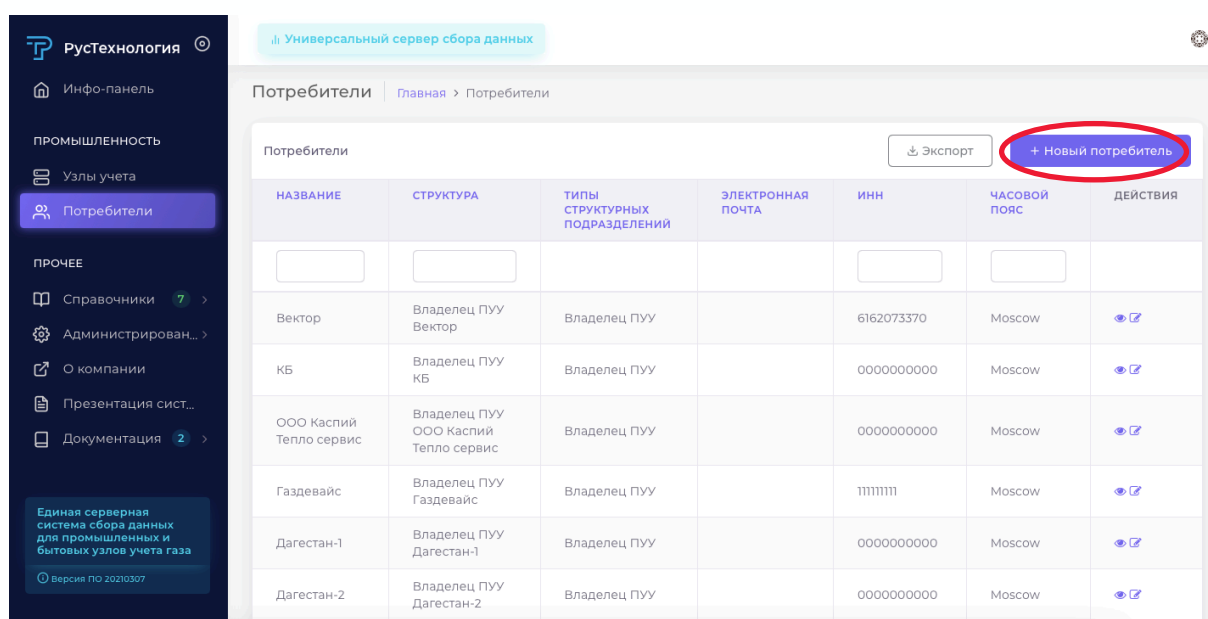 РусТехнология
Универсальный сервер сбора данных
Инфо-панель
ПРОМЫШЛЕННОСТЬ
Узлы учета
Потребители
ПРОЧЕЕ
Справочники 7
Администрирован...
О компании
Презентация сист...
Документация 2
Единая серверная
система сбора данных
для промышленных и
бытовых узлов учета газа
Версия ПО 20210307
Потребители Главная > Потребители
Потребители Экспорт + Новый потребитель
НАЗВАНИЕ СТРУКТУРА ТИПЫ СТРУКТУРНЫХ ПОДРАЗДЕЛЕНИЙ ЭЛЕКТРОННАЯ ПОЧТА ИНН ЧАСОВОЙ ПОЯС ДЕЙСТВИЯ
Вектор Владелец ПУУ Вектор Владелец ПУУ 6162073370 Moscow
КБ Владелец ПУУ КБ Владелец ПУУ 0000000000 Moscow
ООО Каспий Тепло сервис Владелец ПУУ ООО Каспий Тепло сервис Владелец ПУУ 0000000000 Moscow
Газдевайс Владелец ПУУ Газдевайс Владелец ПУУ 1111111111 Moscow
Дагестан-1 Владелец ПУУ Дагестан-1 Владелец ПУУ 0000000000 Moscow
Дагестан-2 Владелец ПУУ Дагестан-2 Владелец ПУУ 0000000000 Moscow